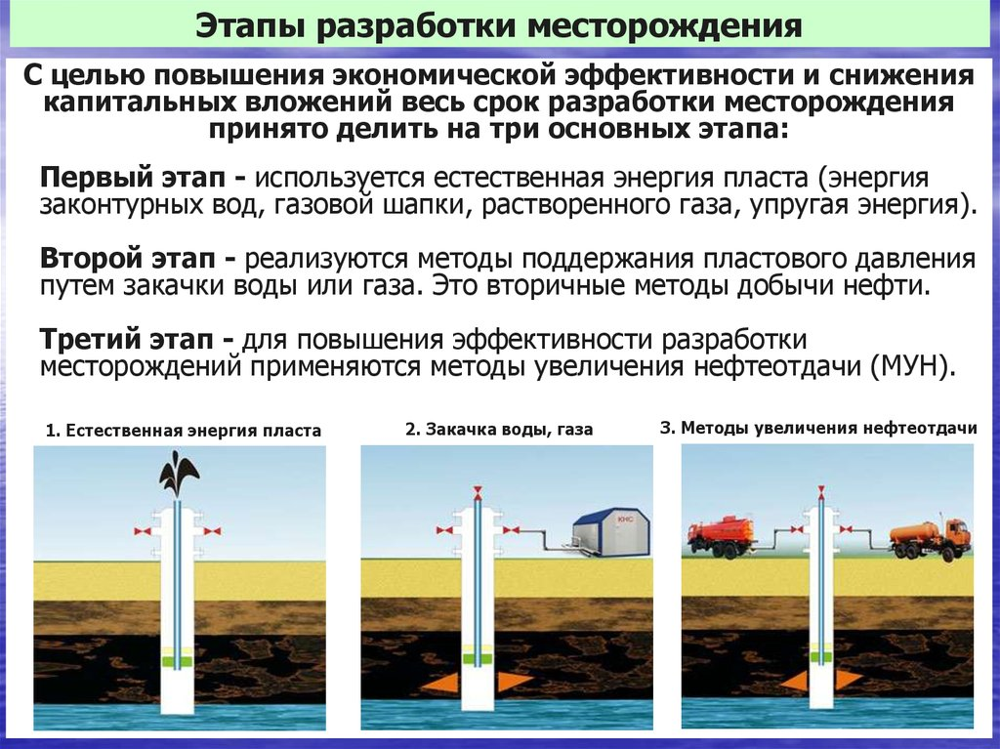 Этапы разработки месторождения
С целью повышения экономической эффективности и снижения
капитальных вложений весь срок разработки месторождения
принято делить на три основных этапа:
Первый этап - используется естественная энергия пласта (энергия
законтурных вод, газовой шапки, растворенного газа, упругая энергия).
Второй этап - реализуются методы поддержания пластового давления
путем закачки воды или газа. Это вторичные методы добычи нефти.
Третий этап - для повышения эффективности разработки
месторождений применяются методы увеличения нефтеотдачи (МУН).
1. Естественная энергия пласта
2. Закачка воды, газа
3. Методы увеличения нефтеотдачи
КНС